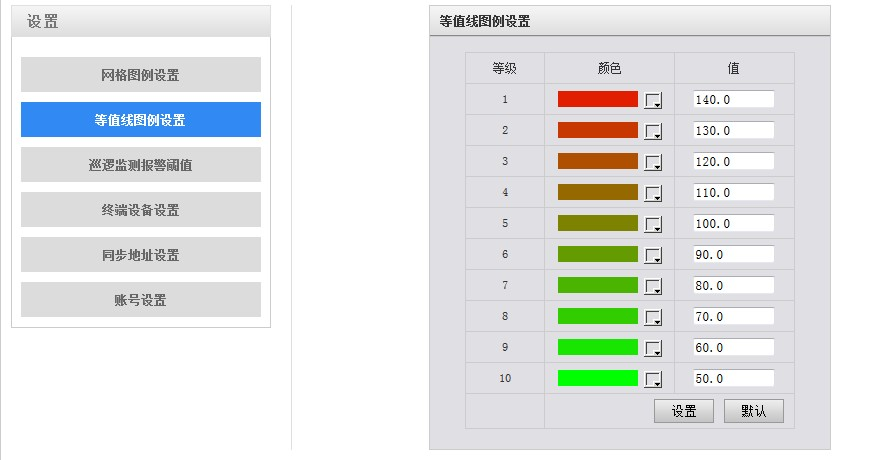 设置
网格图例设置
等值线图例设置
巡逻监测报警阈值
终端设备设置
同步地址设置
账号设置
等值线图例设置
等级 颜色 值
1 140.0
2 130.0
3 120.0
4 110.0
5 100.0
6 90.0
7 80.0
8 70.0
9 60.0
10 50.0
设置 默认